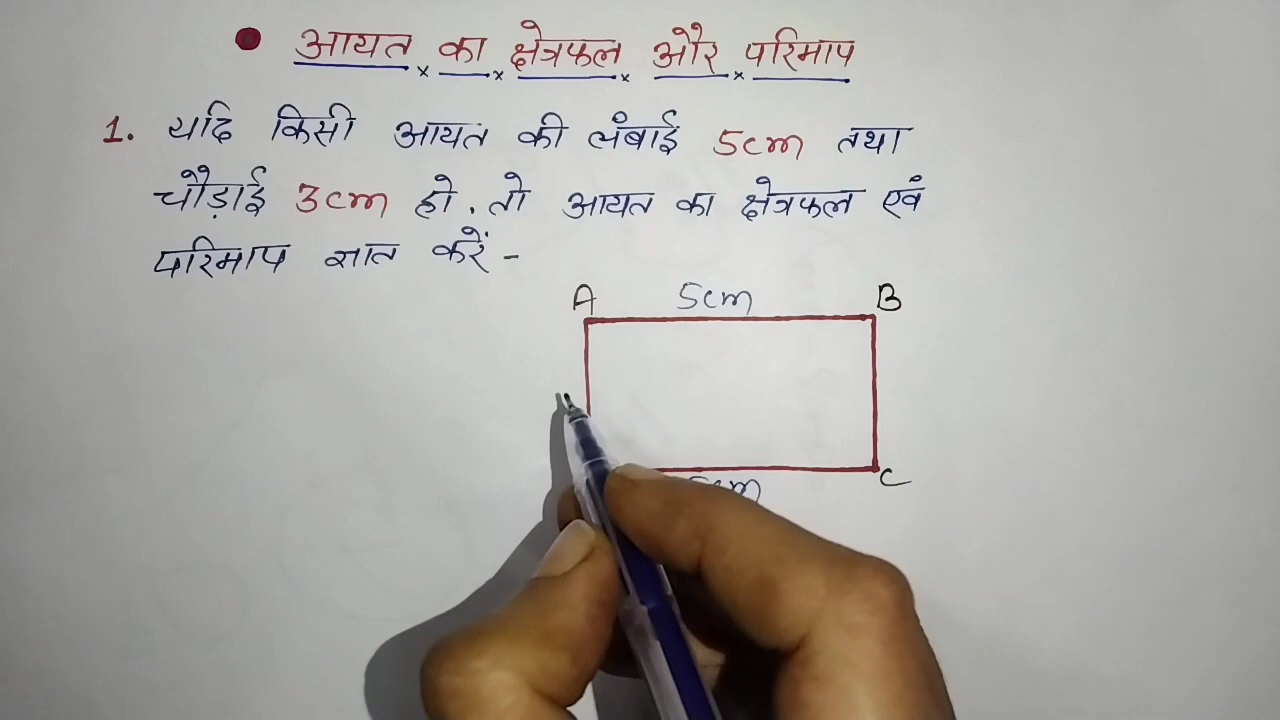 आयत का क्षेत्रफल और परिमाप
1. यदि किसी आयत की लंबाई 5cm तथा
चौड़ाई 3cm हो. तो आयत का क्षेत्रफल एवं
परिमाप ज्ञात करें -
A 5cm B
C